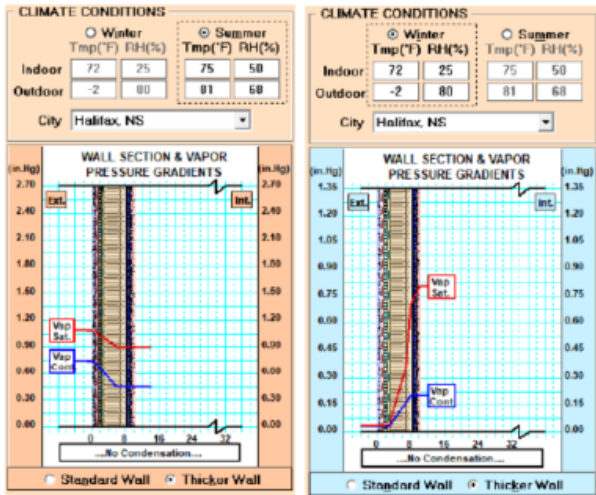 CLIMATE CONDITIONS
Winter Summer
Tmp(°F) RH(%) Tmp(°F) RH(%)
Indoor 72 25 75 50
Outdoor -2 80 81 68
City Halifax, NS
WALL SECTION & VAPOR
PRESSURE GRADIENTS
(in.Hg) (in.Hg)
2.70 2.70
Ext. Int.
2.40 2.40
2.10 2.10
1.80 1.80
1.50 1.50
1.20 1.20
Vap
Sat.
0.90 0.90
Vap
Cont.
0.60 0.60
0.30 0.30
0.00 0.00
0 8 16 24 32
...No Condensation...
Standard Wall Thicker Wall
CLIMATE CONDITIONS
Winter Summer
Tmp(°F) RH(%) Tmp(°F) RH(%)
Indoor 72 25 75 50
Outdoor -2 80 81 68
City Halifax, NS
WALL SECTION & VAPOR
PRESSURE GRADIENTS
(in.Hg) (in.Hg)
1.35 1.35
Ext. Int.
1.20 1.20
1.05 1.05
0.90 0.90
Vap
Sat.
0.75 0.75
0.60 0.60
0.45 0.45
0.30 0.30
Vap
Cont
0.15 0.15
0.00 0.00
0 8 16 24 32
...No Condensation...
Standard Wall Thicker Wall